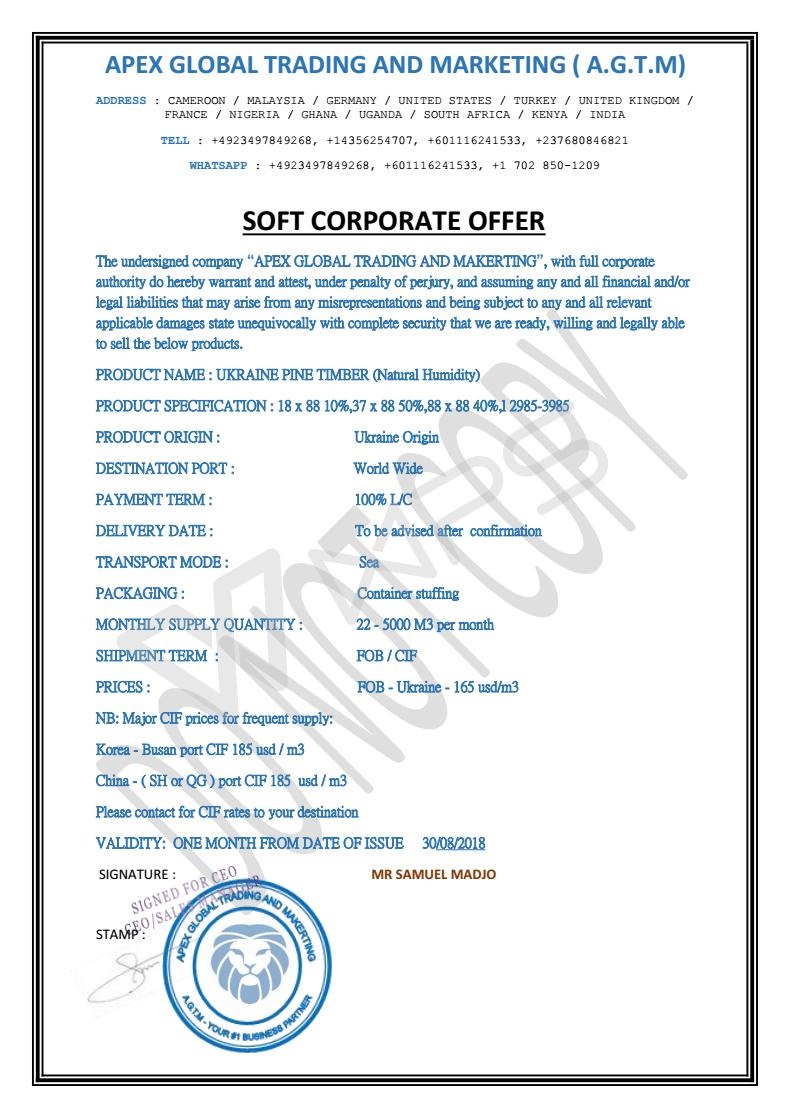 APEX GLOBAL TRADING AND MARKETING ( A.G.T.M)
ADDRESS : CAMEROON / MALAYSIA / GERMANY / UNITED STATES / TURKEY / UNITED KINGDOM /
FRANCE / NIGERIA / GHANA / UGANDA / SOUTH AFRICA / KENYA / INDIA
TELL : +4923497849268, +14356254707, +601116241533, +237680846821
WHATSAPP : +4923497849268, +601116241533, +1 702 850-1209
SOFT CORPORATE OFFER
The undersigned company “APEX GLOBAL TRADING AND MAKERTING”, with full corporate
authority do hereby warrant and attest, under penalty of perjury, and assuming any and all financial and/or
legal liabilities that may arise from any misrepresentations and being subject to any and all relevant
applicable damages state unequivocally with complete security that we are ready, willing and legally able
to sell the below products.
PRODUCT NAME : UKRAINE PINE TIMBER (Natural Humidity)
PRODUCT SPECIFICATION : 18 x 88 10%,37 x 88 50%,88 x 88 40%,l 2985-3985
PRODUCT ORIGIN : Ukraine Origin
DESTINATION PORT : World Wide
PAYMENT TERM : 100% L/C
DELIVERY DATE : To be advised after confirmation
TRANSPORT MODE : Sea
PACKAGING : Container stuffing
MONTHLY SUPPLY QUANTITY : 22 - 5000 M3 per month
SHIPMENT TERM : FOB / CIF
PRICES : FOB - Ukraine - 165 usd/m3
NB: Major CIF prices for frequent supply:
Korea - Busan port CIF 185 usd / m3
China - ( SH or QG ) port CIF 185 usd / m3
Please contact for CIF rates to your destination
VALIDITY: ONE MONTH FROM DATE OF ISSUE 30/08/2018
SIGNATURE : MR SAMUEL MADJO
SIGNED FOR CEO
CEO/SALES MANAGER
STAMP :
APEX GLOBAL TRADING AND MAKERTING
A.G.T.M - YOUR #1 BUSINESS PARTNER
DO NOT COPY